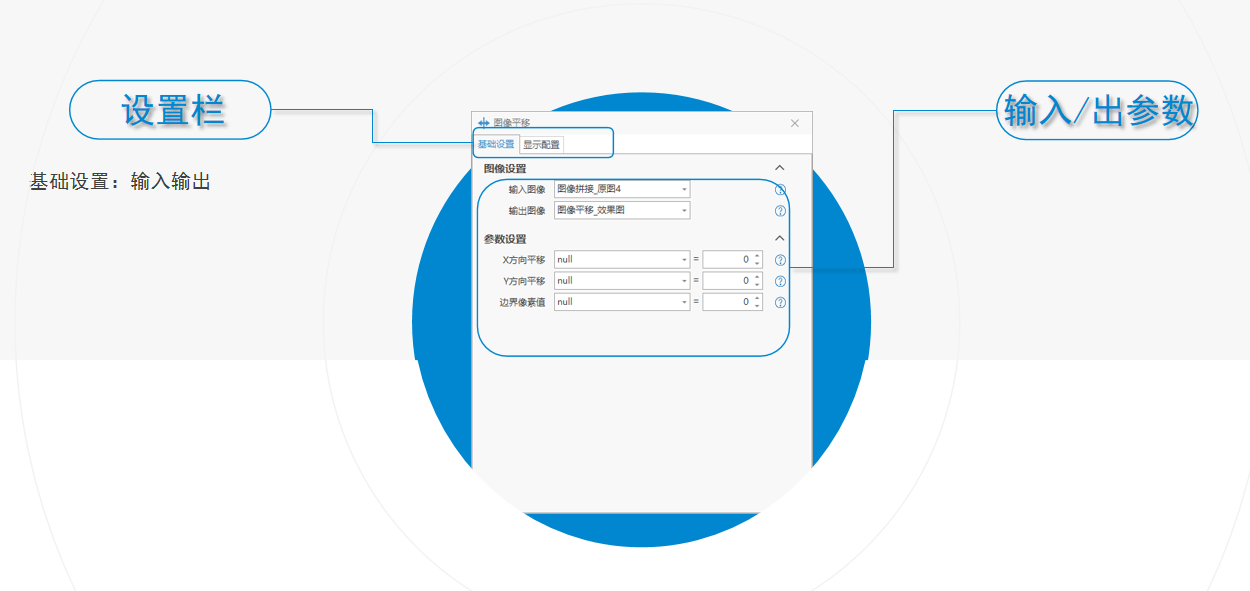 设置栏
基础设置：输入输出
图像平移
基础设置 显示配置
图像设置
输入图像 图像拼接_原图4
输出图像 图像平移_效果图
参数设置
X方向平移 null = 0
Y方向平移 null = 0
边界像素值 null = 0
输入/出参数